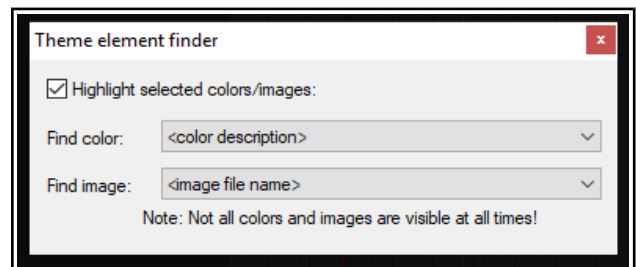 Theme element finder x
Highlight selected colors/images:
Find color: <color description>
Find image: <image file name>
Note: Not all colors and images are visible at all times!